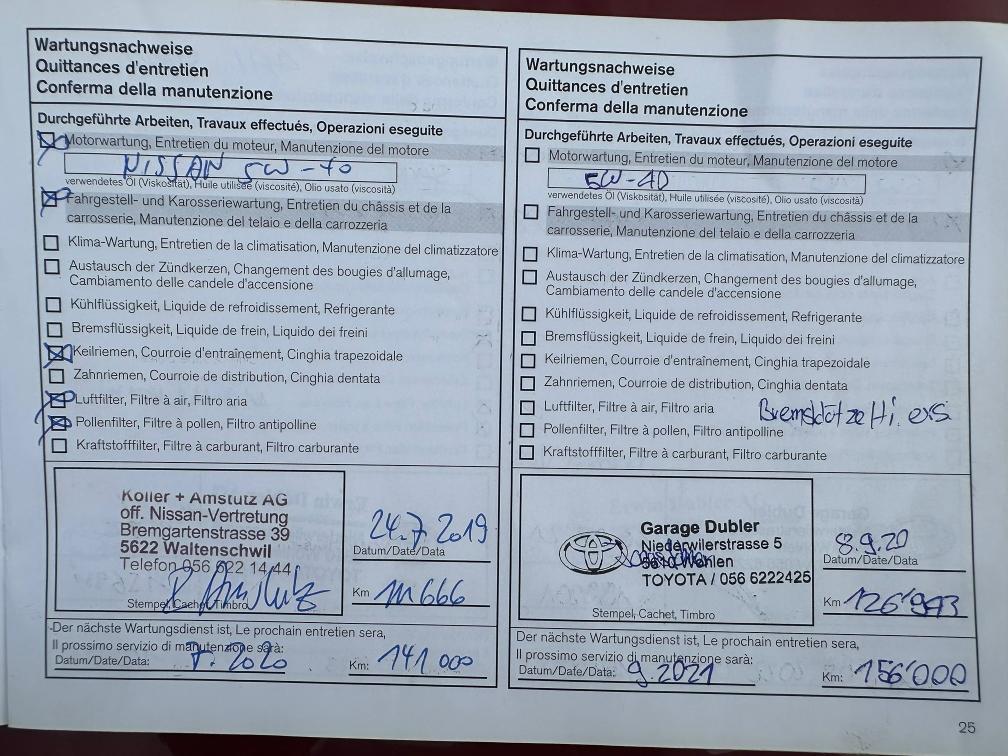 Wartungsnachweise
Quittances d'entretien
Conferma della manutenzione
Durchgeführte Arbeiten, Travaux effectués, Operazioni eseguite
Motorwartung, Entretien du moteur, Manutenzione del motore
NISSAN 5W-40
verwendetes Öl (Viskosität), Huile utilisée (viscosité), Olio usato (viscosità)
Fahrgestell- und Karosseriewartung, Entretien du châssis et de la
carrosserie, Manutenzione del telaio e della carrozzeria
Klima-Wartung, Entretien de la climatisation, Manutenzione del climatizzatore
Austausch der Zündkerzen, Changement des bougies d'allumage,
Cambiamento delle candele d'accensione
Kühlflüssigkeit, Liquide de refroidissement, Refrigerante
Bremsflüssigkeit, Liquide de frein, Liquido dei freini
Keilriemen, Courroie d'entraînement, Cinghia trapezoidale
Zahnriemen, Courroie de distribution, Cinghia dentata
Luftfilter, Filtre à air, Filtro aria
Pollenfilter, Filtre à pollen, Filtro antipolline
Kraftstofffilter, Filtre à carburant, Filtro carburante
Koller + Amstutz AG
off. Nissan-Vertretung
Bremgartenstrasse 39
5622 Waltenschwil
Telefon 056 622 14 44
Stempel, Cachet, Timbro
24.7.2019
Datum/Date/Data
Km 111666
Der nächste Wartungsdienst ist, Le prochain entretien sera,
Il prossimo servizio di manutenzione sarà:
Datum/Date/Data: 7.2020 Km: 141 000
Wartungsnachweise
Quittances d'entretien
Conferma della manutenzione
Durchgeführte Arbeiten, Travaux effectués, Operazioni eseguite
Motorwartung, Entretien du moteur, Manutenzione del motore
5W-40
verwendetes Öl (Viskosität), Huile utilisée (viscosité), Olio usato (viscosità)
Fahrgestell- und Karosseriewartung, Entretien du châssis et de la
carrosserie, Manutenzione del telaio e della carrozzeria
Klima-Wartung, Entretien de la climatisation, Manutenzione del climatizzatore
Austausch der Zündkerzen, Changement des bougies d'allumage,
Cambiamento delle candele d'accensione
Kühlflüssigkeit, Liquide de refroidissement, Refrigerante
Bremsflüssigkeit, Liquide de frein, Liquido dei freini
Keilriemen, Courroie d'entraînement, Cinghia trapezoidale
Zahnriemen, Courroie de distribution, Cinghia dentata
Luftfilter, Filtre à air, Filtro aria
Bremsklötze Hi. ers
Pollenfilter, Filtre à pollen, Filtro antipolline
Kraftstofffilter, Filtre à carburant, Filtro carburante
Garage Dubler
Niederwilerstrasse 5
5610 Wohlen
TOYOTA / 056 6222425
Stempel, Cachet, Timbro
8.9.20
Datum/Date/Data
Km 126'993
Der nächste Wartungsdienst ist, Le prochain entretien sera,
Il prossimo servizio di manutenzione sarà:
Datum/Date/Data: 9.2021 Km: 156'000
25